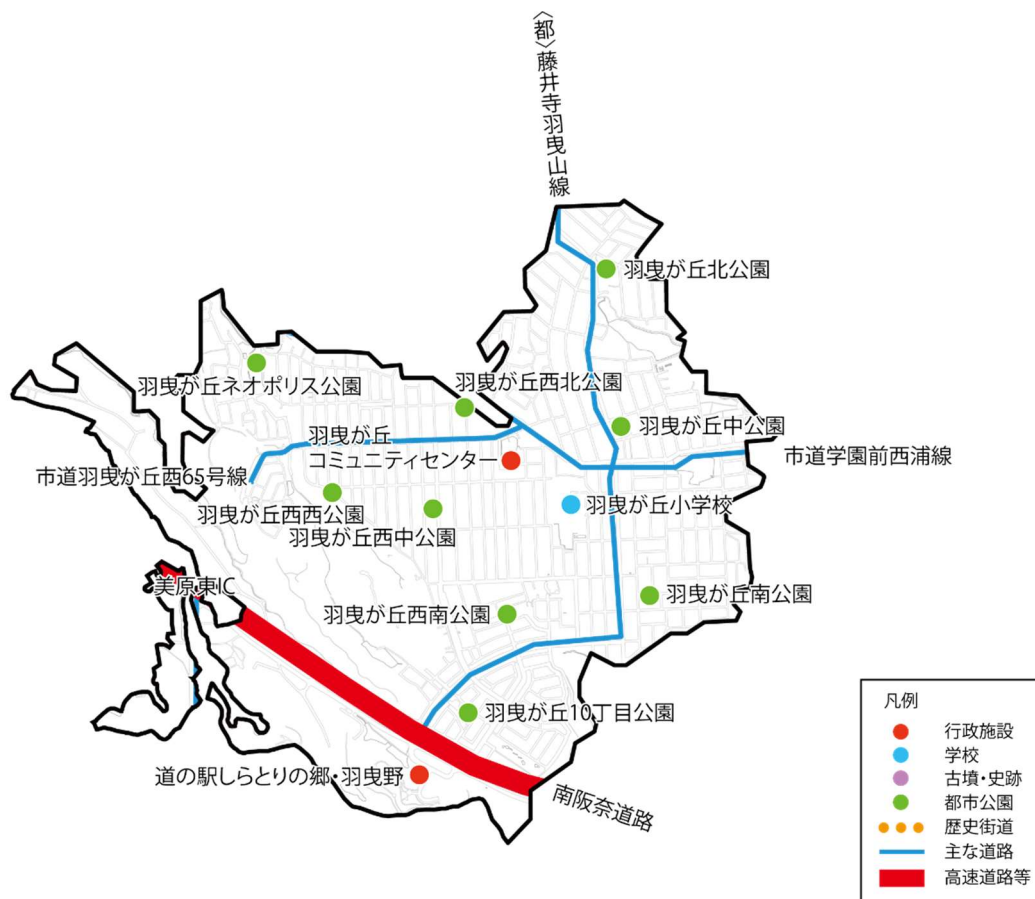 〈都〉藤井寺羽曳山線
羽曳が丘北公園
羽曳が丘ネオポリス公園
羽曳が丘西北公園
羽曳が丘中公園
羽曳が丘
コミュニティセンター
市道学園前西浦線
市道羽曳が丘西65号線
羽曳が丘西西公園
羽曳が丘小学校
羽曳が丘西中公園
美原東IC
羽曳が丘西南公園
羽曳が丘南公園
羽曳が丘10丁目公園
道の駅しらとりの郷・羽曳野
南阪奈道路
凡例
行政施設
学校
古墳・史跡
都市公園
歴史街道
主な道路
高速道路等